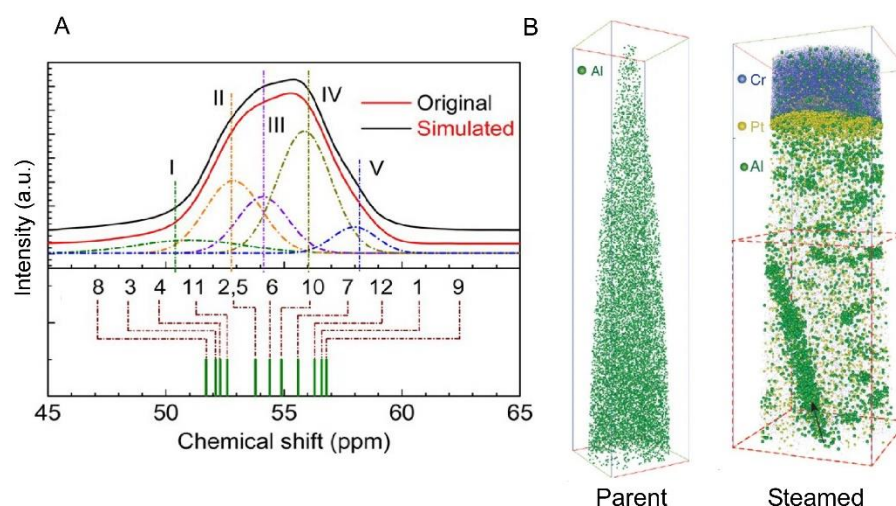 A
II
IV
Original
Simulated
III
I
V
Intensity (a.u.)
8 3 4 11 2,5 6 10 7 12 1 9
45 50 55 60 65
Chemical shift (ppm)
B
Al
Cr
Pt
Al
Parent
Steamed